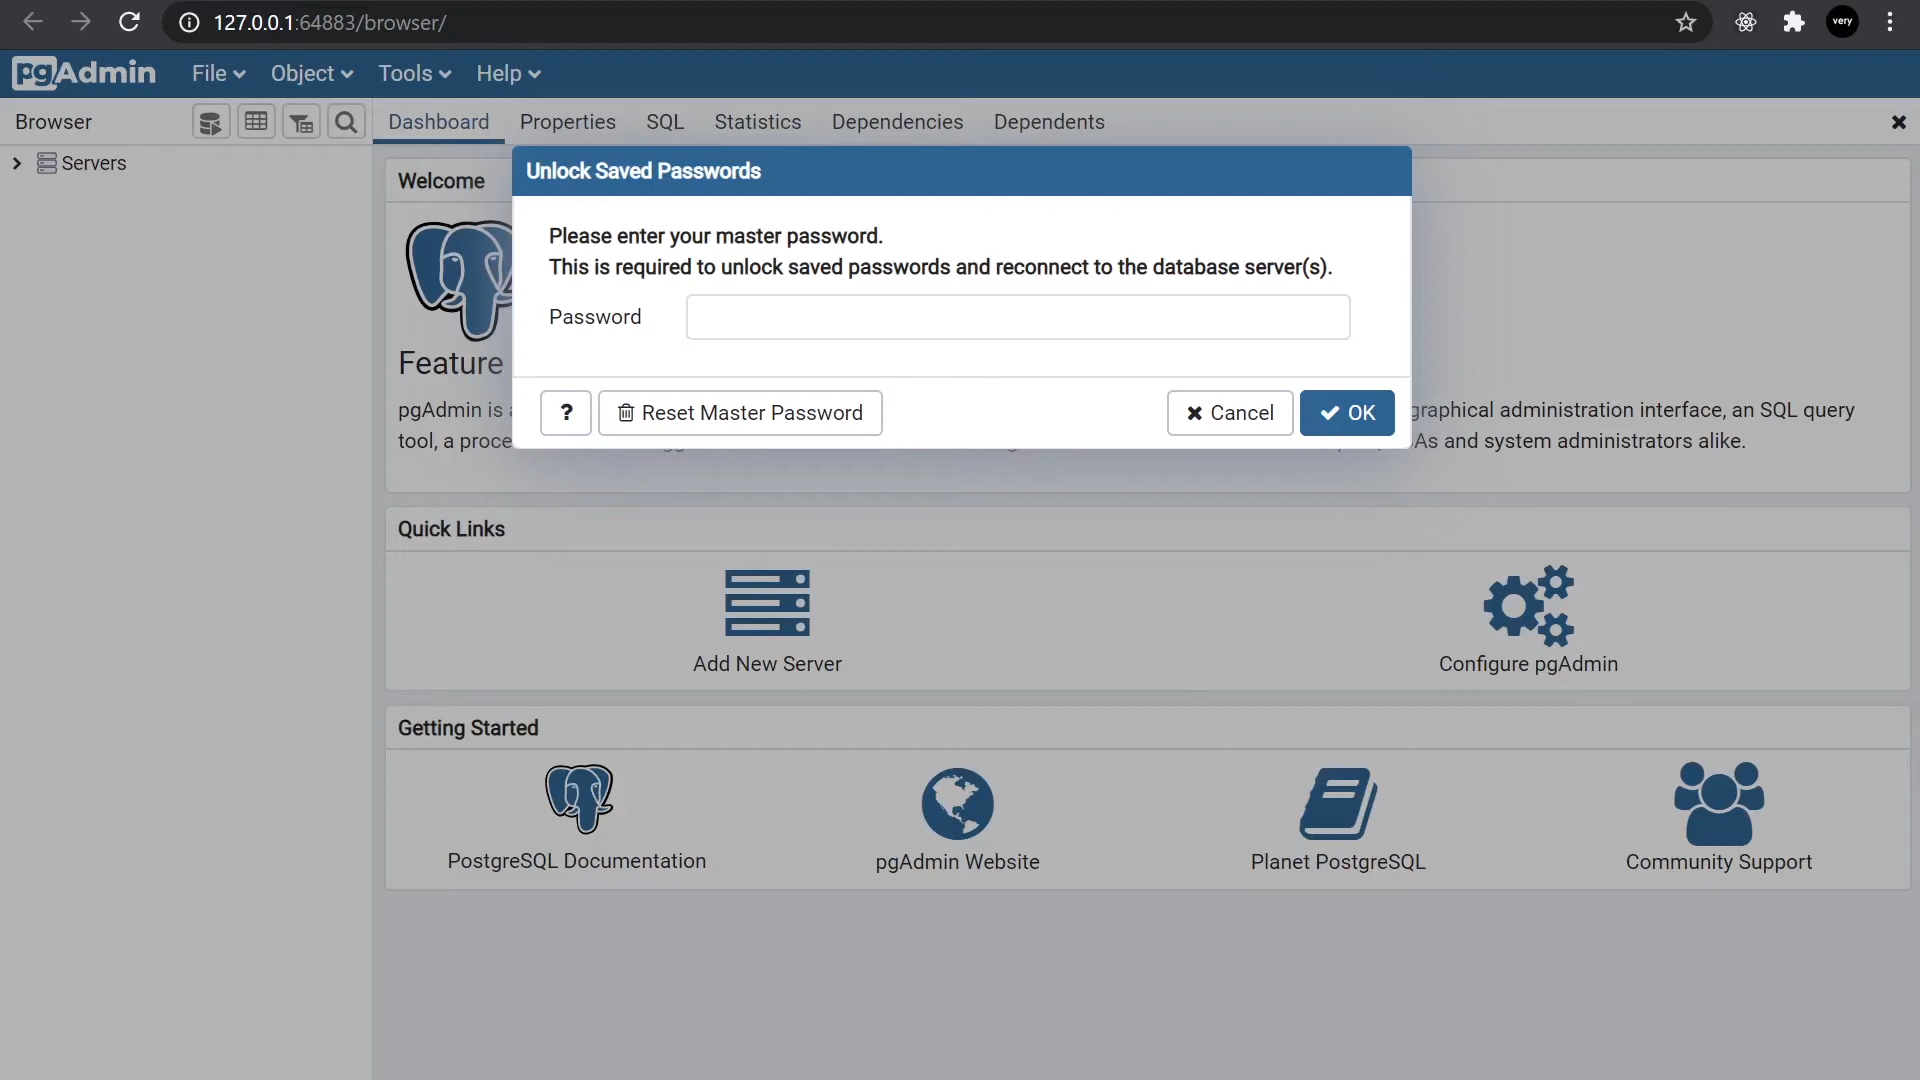 127.0.0.1:64883/browser/
very
pgAdmin File Object Tools Help
Browser
Dashboard Properties SQL Statistics Dependencies Dependents
Servers
Unlock Saved Passwords
Please enter your master password.
This is required to unlock saved passwords and reconnect to the database server(s).
Password
? Reset Master Password Cancel OK
Welcome
Feature
pgAdmin is graphical administration interface, an SQL query
tool, a proce As and system administrators alike.
Quick Links
Add New Server
Configure pgAdmin
Getting Started
PostgreSQL Documentation
pgAdmin Website
Planet PostgreSQL
Community Support